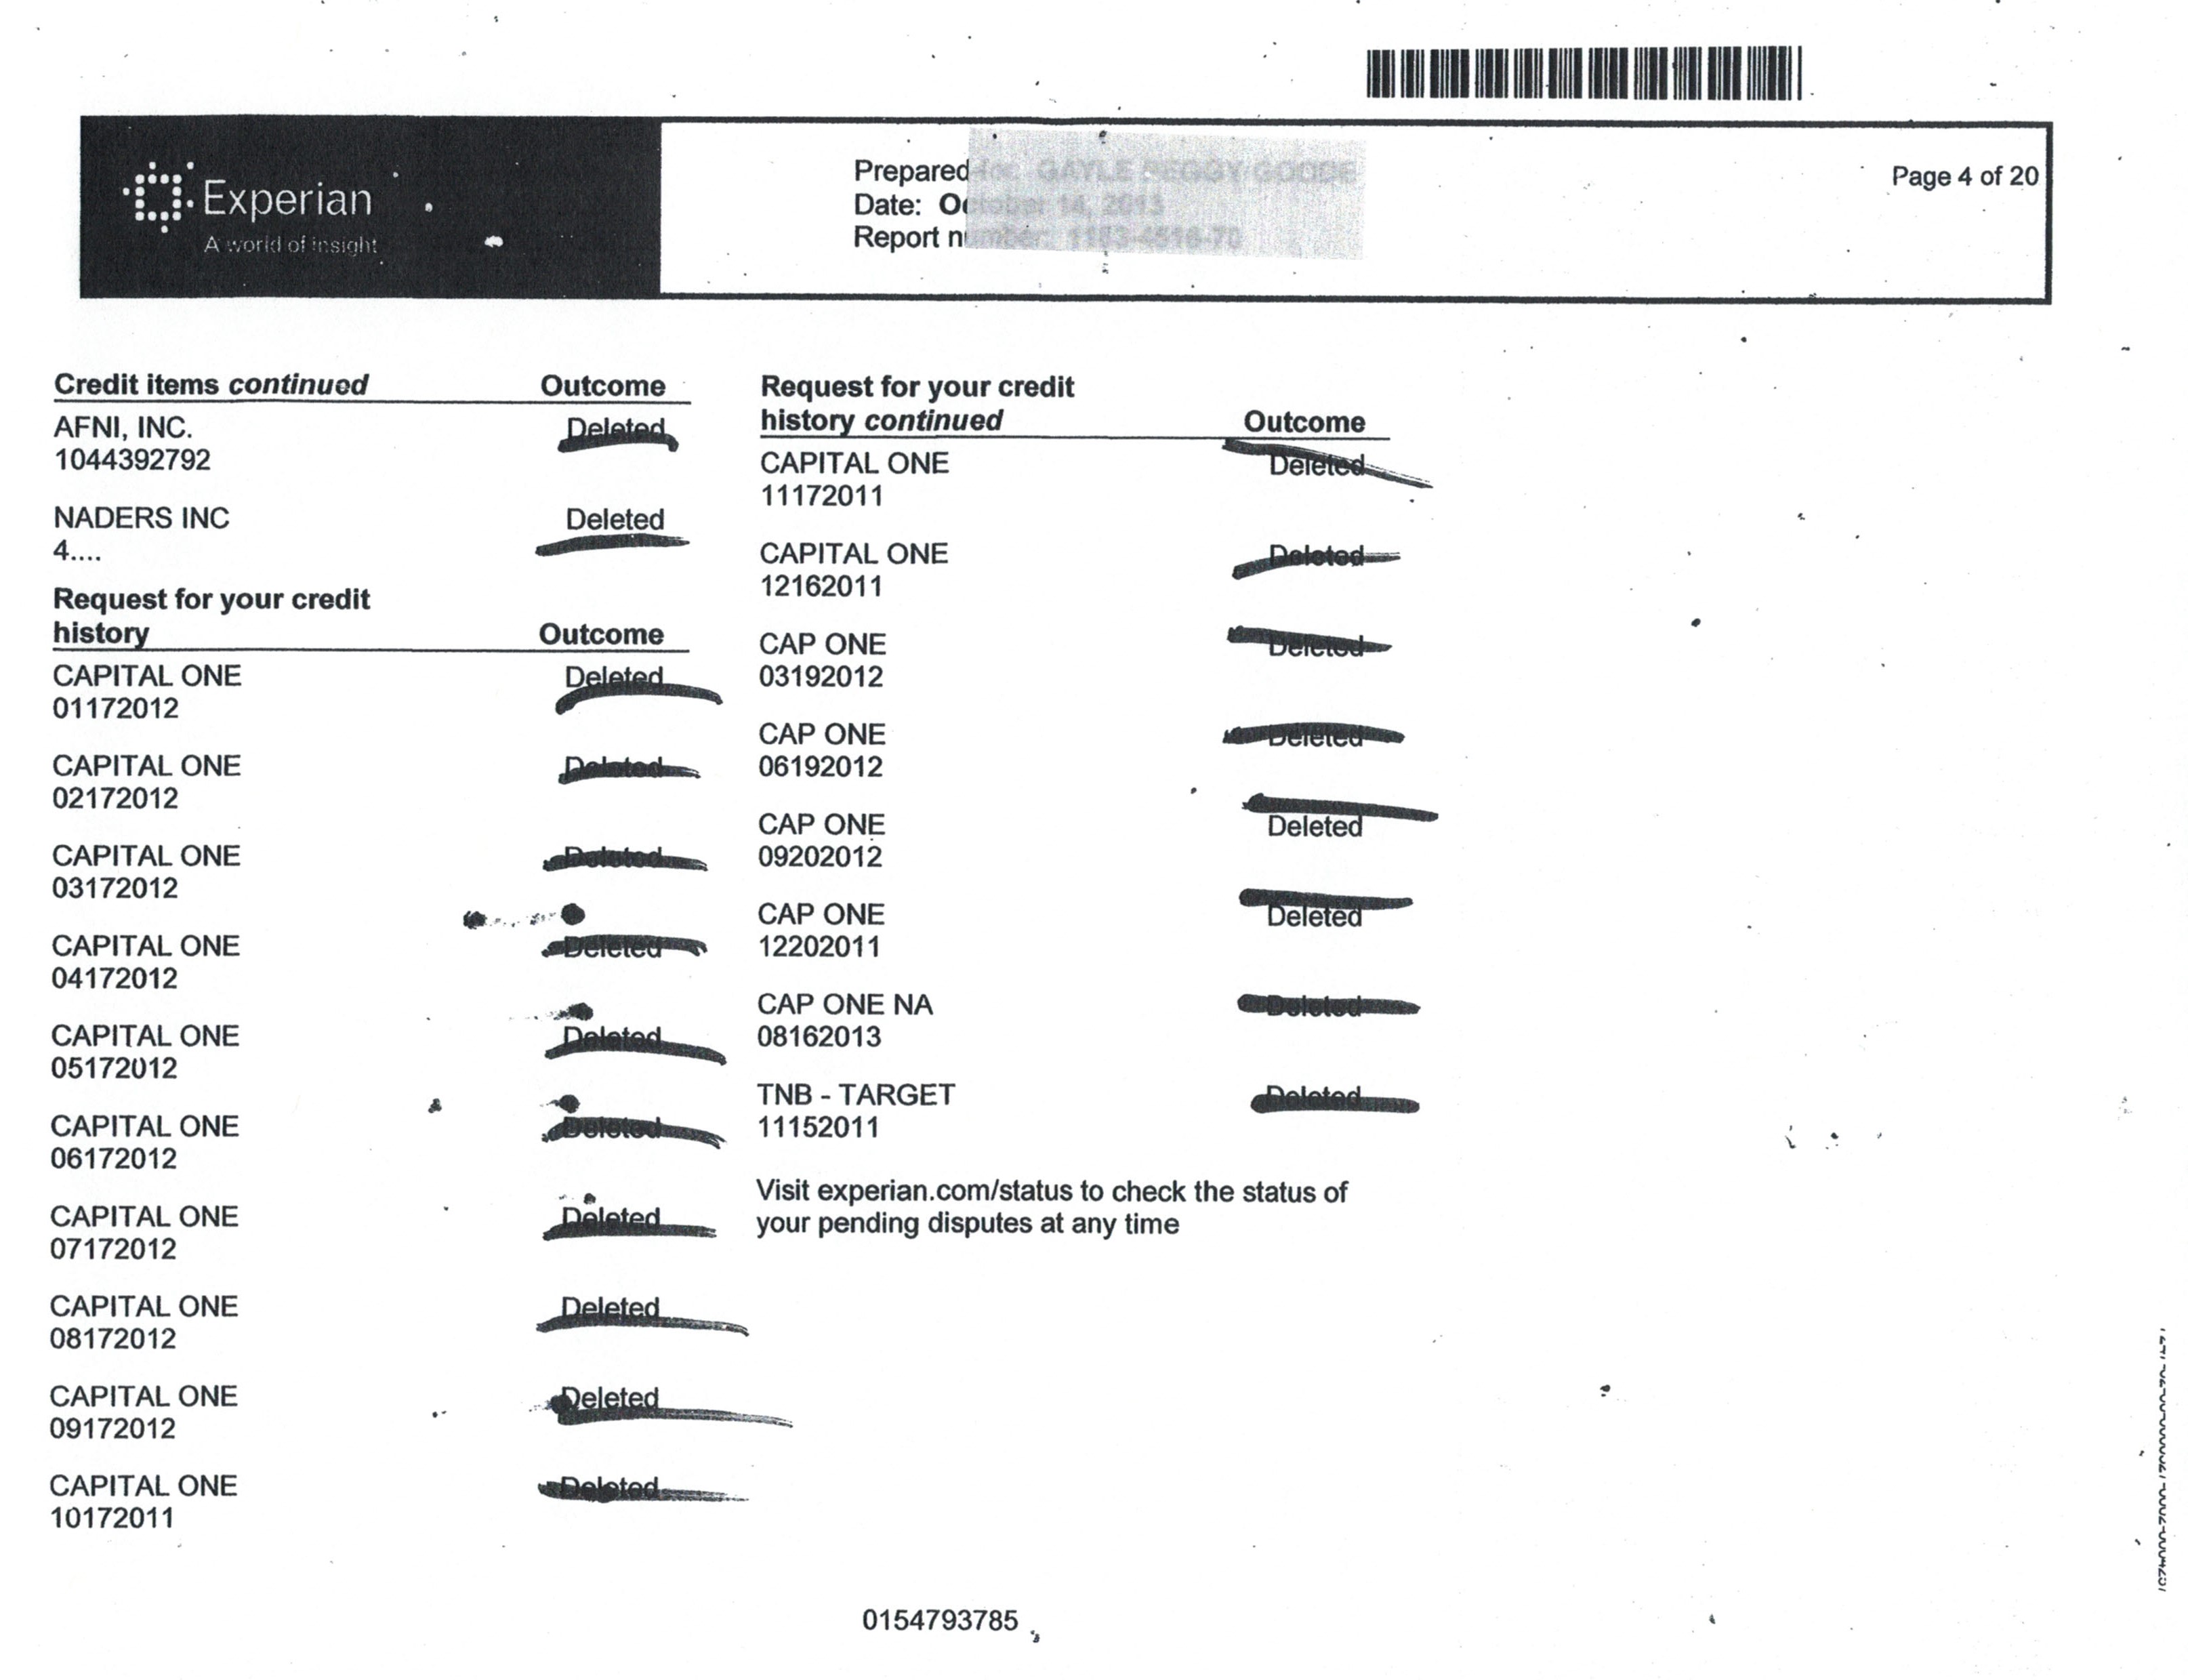 Experian
A world of insight
Prepared
Date:
Report
Page 4 of 20
Credit items continued Outcome
AFNI, INC. Deleted
1044392792
NADERS INC Deleted
4....
Request for your credit
history Outcome
CAPITAL ONE Deleted
01172012
CAPITAL ONE Deleted
02172012
CAPITAL ONE Deleted
03172012
CAPITAL ONE Deleted
04172012
CAPITAL ONE Deleted
05172012
CAPITAL ONE Deleted
06172012
CAPITAL ONE Deleted
07172012
CAPITAL ONE Deleted
08172012
CAPITAL ONE Deleted
09172012
CAPITAL ONE Deleted
10172011
Request for your credit
history continued Outcome
CAPITAL ONE Deleted
11172011
CAPITAL ONE Deleted
12162011
CAP ONE Deleted
03192012
CAP ONE Deleted
06192012
CAP ONE Deleted
09202012
CAP ONE Deleted
12202011
CAP ONE NA Deleted
08162013
TNB - TARGET Deleted
11152011
Visit experian.com/status to check the status of
your pending disputes at any time
0154793785